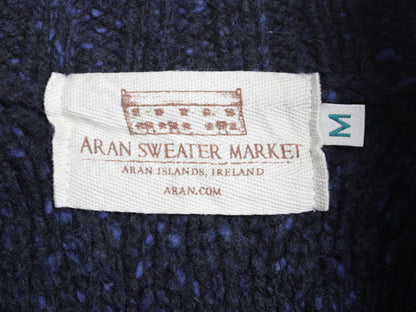 ARAN SWEATER MARKET
ARAN ISLANDS, IRELAND
ARAN.COM
M